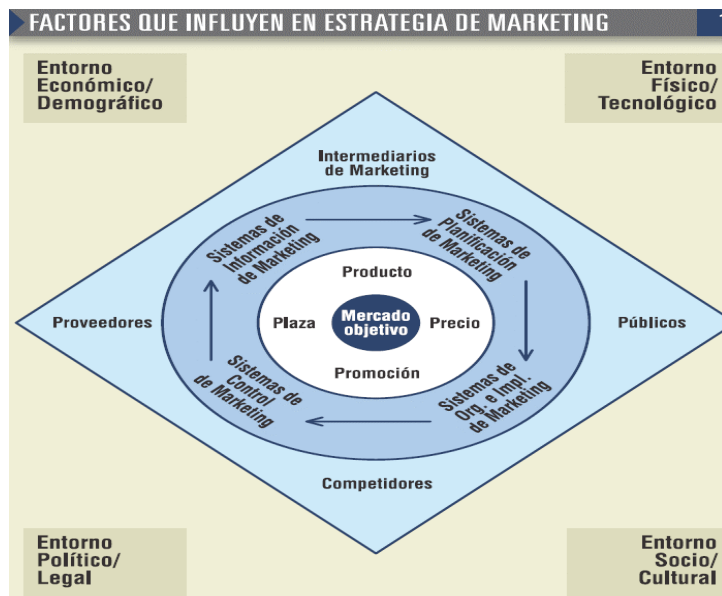 FACTORES QUE INFLUYEN EN ESTRATEGIA DE MARKETING
Entorno
Económico/
Demográfico
Entorno
Físico/
Tecnológico
Intermediarios
de Marketing
Sistemas de
Información
de Marketing
Sistemas de
Planificación
de Marketing
Producto
Proveedores
Plaza
Mercado
objetivo
Precio
Públicos
Promoción
Sistemas de
Control
de Marketing
Sistemas de
Org. e Impl.
de Marketing
Competidores
Entorno
Político/
Legal
Entorno
Socio/
Cultural